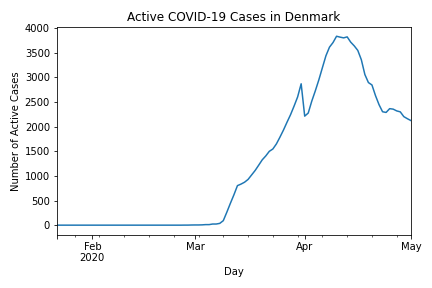 Active COVID-19 Cases in Denmark
4000
3500
3000
2500
2000
1500
1000
500
0
Number of Active Cases
Feb
2020
Mar
Apr
May
Day